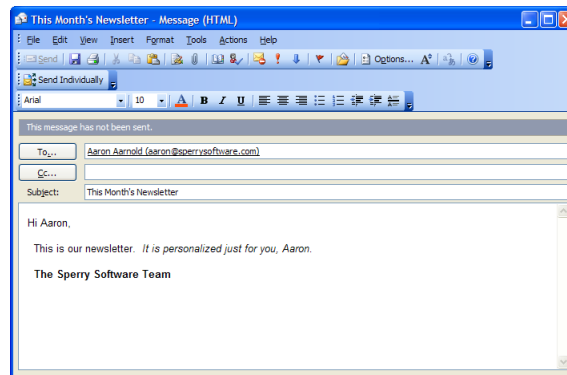 This Month's Newsletter - Message (HTML)
File Edit View Insert Format Tools Actions Help
Send Options...
Send Individually
Arial 10 A B I U
This message has not been sent.
To... Aaron Aarnold (aaron@sperrysoftware.com)
Cc...
Subject: This Month's Newsletter
Hi Aaron,
This is our newsletter. It is personalized just for you, Aaron.
The Sperry Software Team